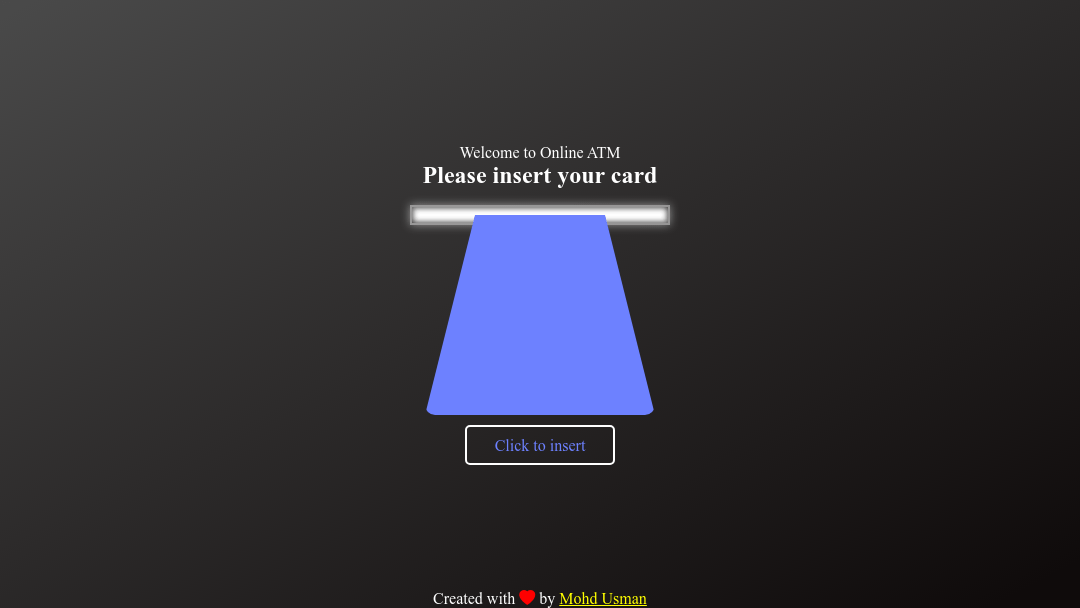 Welcome to Online ATM
Please insert your card
Click to insert
Created with ❤ by Mohd Usman